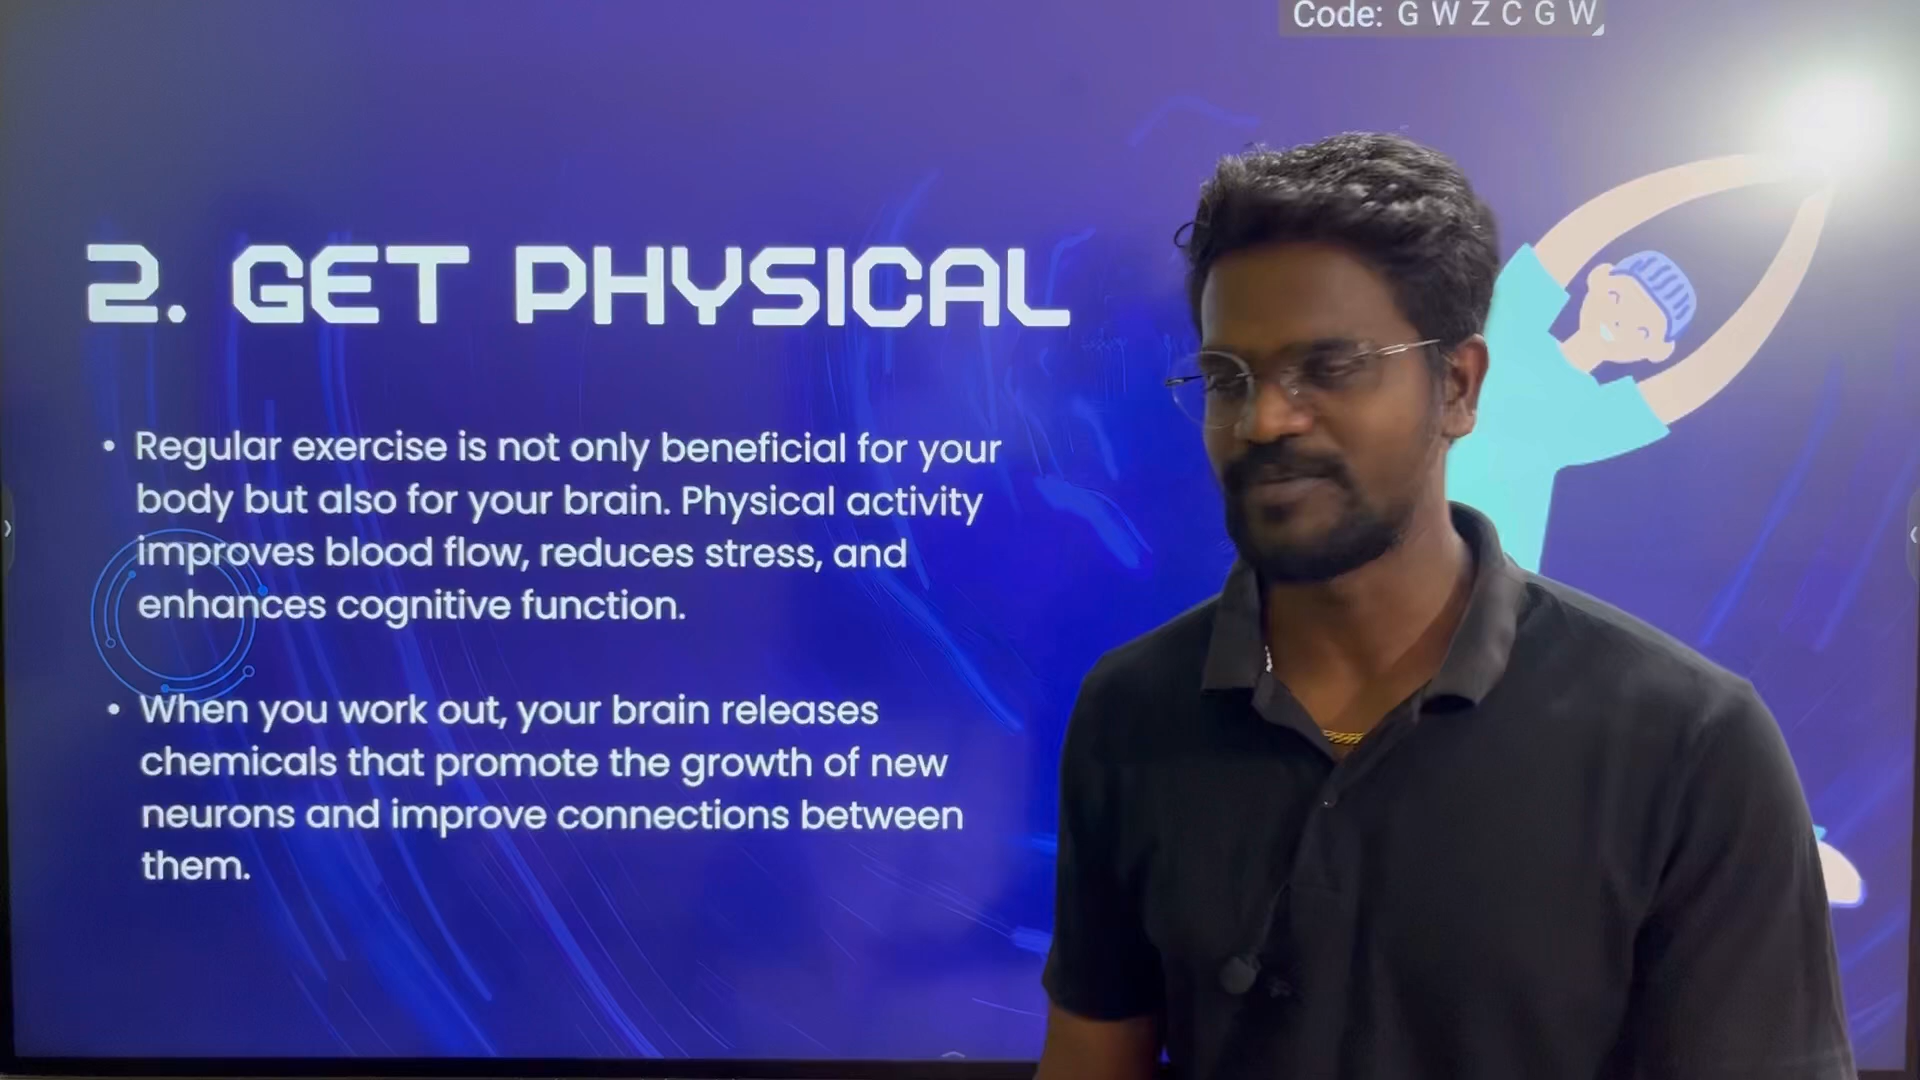 Code: G W Z C G W
2. GET PHYSICAL
• Regular exercise is not only beneficial for your
body but also for your brain. Physical activity
improves blood flow, reduces stress, and
enhances cognitive function.
• When you work out, your brain releases
chemicals that promote the growth of new
neurons and improve connections between
them.